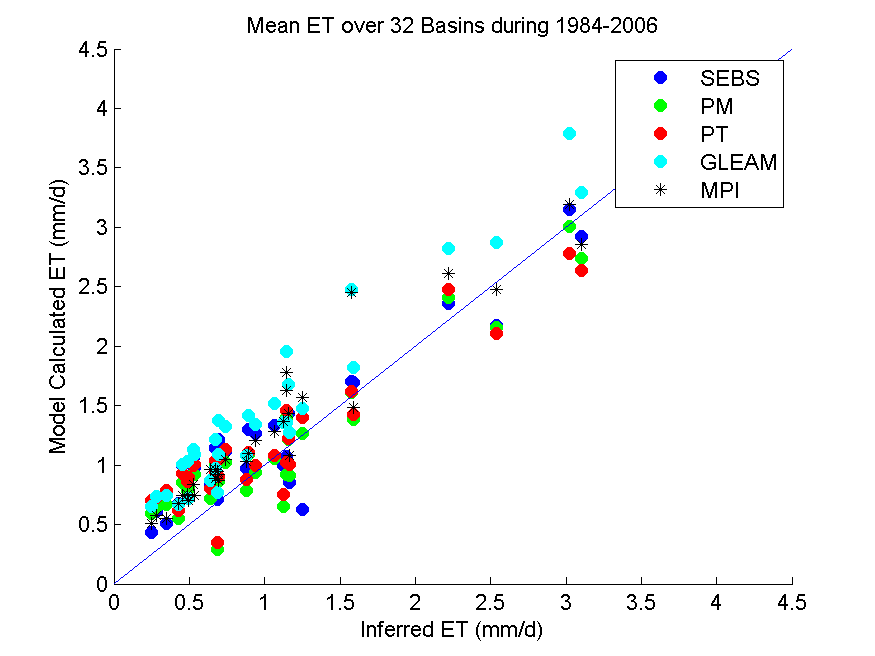 Mean ET over 32 Basins during 1984-2006
Model Calculated ET (mm/d)
4.5
4
3.5
3
2.5
2
1.5
1
0.5
0
SEBS
PM
PT
GLEAM
MPI
0 0.5 1 1.5 2 2.5 3 3.5 4 4.5
Inferred ET (mm/d)